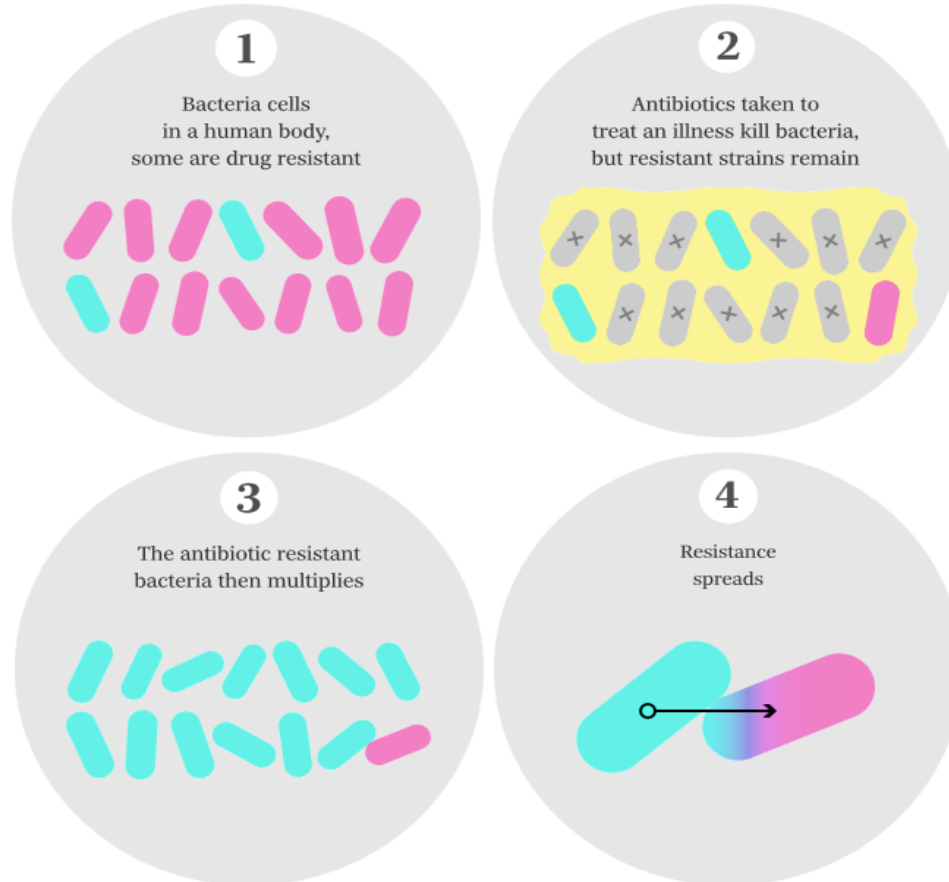 1
Bacteria cells
in a human body,
some are drug resistant
2
Antibiotics taken to
treat an illness kill bacteria,
but resistant strains remain
3
The antibiotic resistant
bacteria then multiplies
4
Resistance
spreads